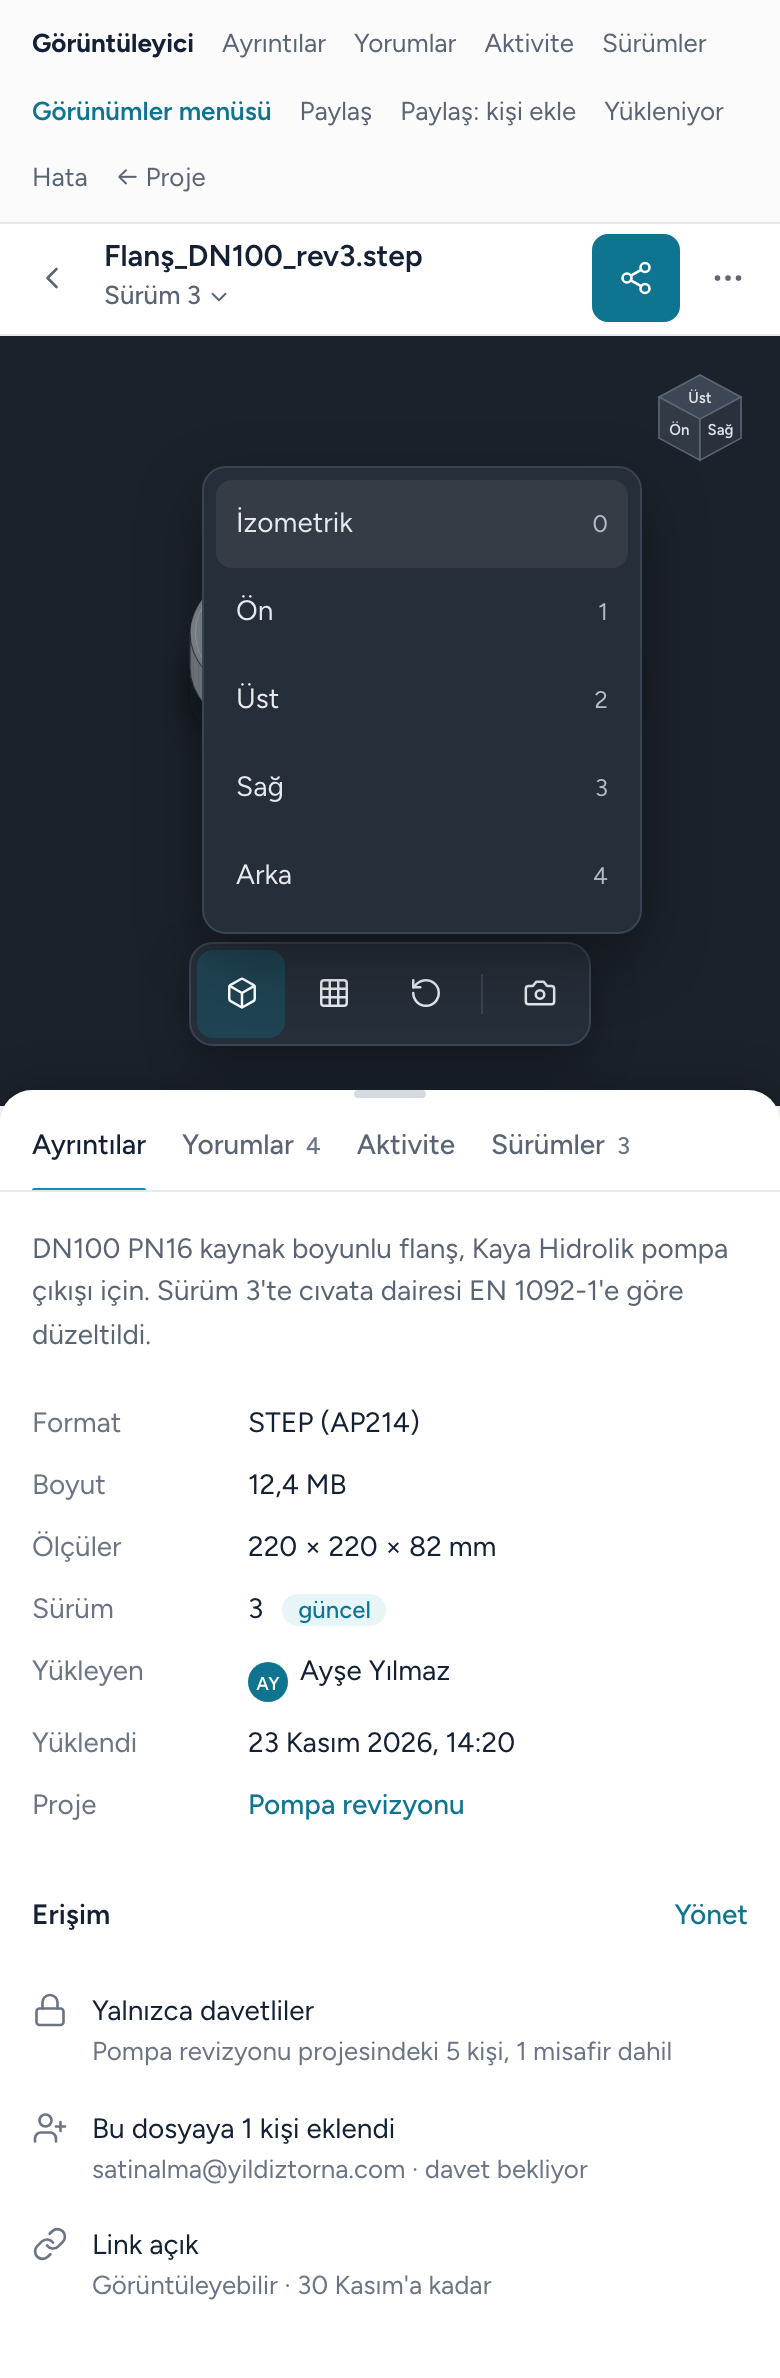 Görüntüleyici Ayrıntılar Yorumlar Aktivite Sürümler
Görünümler menüsü Paylaş Paylaş: kişi ekle Yükleniyor
Hata ← Proje
Flanş_DN100_rev3.step
Sürüm 3
Üst
Ön Sağ
İzometrik 0
Ön 1
Üst 2
Sağ 3
Arka 4
Ayrıntılar Yorumlar 4 Aktivite Sürümler 3
DN100 PN16 kaynak boyunlu flanş, Kaya Hidrolik pompa
çıkışı için. Sürüm 3'te cıvata dairesi EN 1092-1'e göre
düzeltildi.
Format STEP (AP214)
Boyut 12,4 MB
Ölçüler 220 × 220 × 82 mm
Sürüm 3 güncel
Yükleyen AY Ayşe Yılmaz
Yüklendi 23 Kasım 2026, 14:20
Proje Pompa revizyonu
Erişim Yönet
Yalnızca davetliler
Pompa revizyonu projesindeki 5 kişi, 1 misafir dahil
Bu dosyaya 1 kişi eklendi
satinalma@yildiztorna.com · davet bekliyor
Link açık
Görüntüleyebilir · 30 Kasım'a kadar